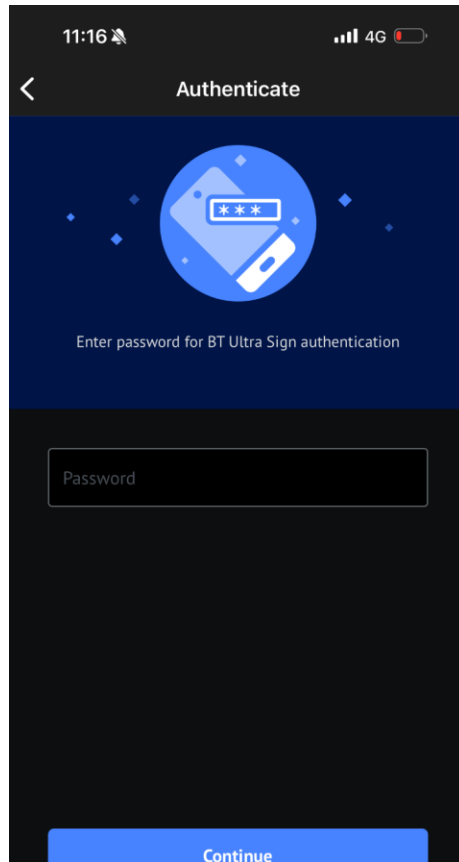 11:16 4G
Authenticate
***
Enter password for BT Ultra Sign authentication
Password
Continue